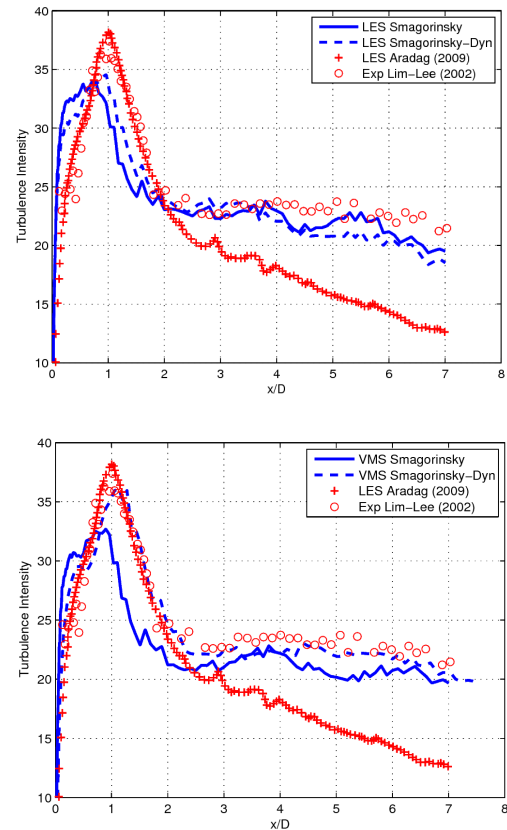 40
35
30
25
20
15
10
Turbulence Intensity
LES Smagorinsky
LES Smagorinsky-Dyn
LES Aradag (2009)
Exp Lim-Lee (2002)
0 1 2 3 4 5 6 7 8
x/D
40
35
30
25
20
15
10
Turbulence Intensity
VMS Smagorinsky
VMS Smagorinsky-Dyn
LES Aradag (2009)
Exp Lim-Lee (2002)
0 1 2 3 4 5 6 7 8
x/D